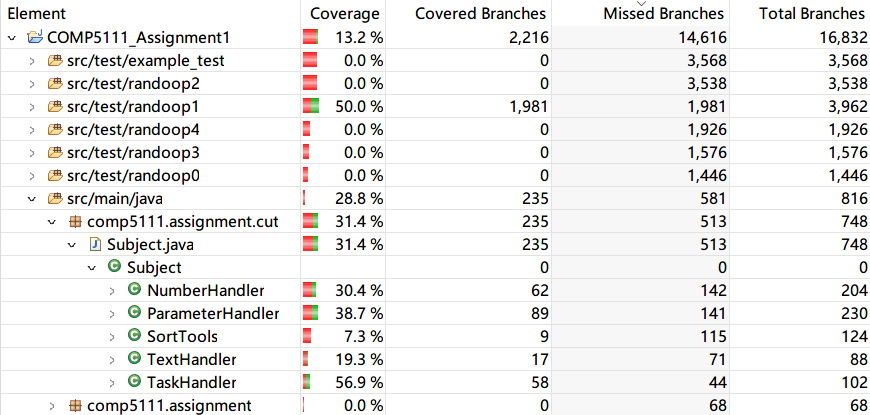 Element Coverage Covered Branches Missed Branches Total Branches
COMP5111_Assignment1 13.2 % 2,216 14,616 16,832
src/test/example_test 0.0 % 0 3,568 3,568
src/test/randoop2 0.0 % 0 3,538 3,538
src/test/randoop1 50.0 % 1,981 1,981 3,962
src/test/randoop4 0.0 % 0 1,926 1,926
src/test/randoop3 0.0 % 0 1,576 1,576
src/test/randoop0 0.0 % 0 1,446 1,446
src/main/java 28.8 % 235 581 816
comp5111.assignment.cut 31.4 % 235 513 748
Subject.java 31.4 % 235 513 748
Subject 0 0 0
NumberHandler 30.4 % 62 142 204
ParameterHandler 38.7 % 89 141 230
SortTools 7.3 % 9 115 124
TextHandler 19.3 % 17 71 88
TaskHandler 56.9 % 58 44 102
comp5111.assignment 0.0 % 0 68 68